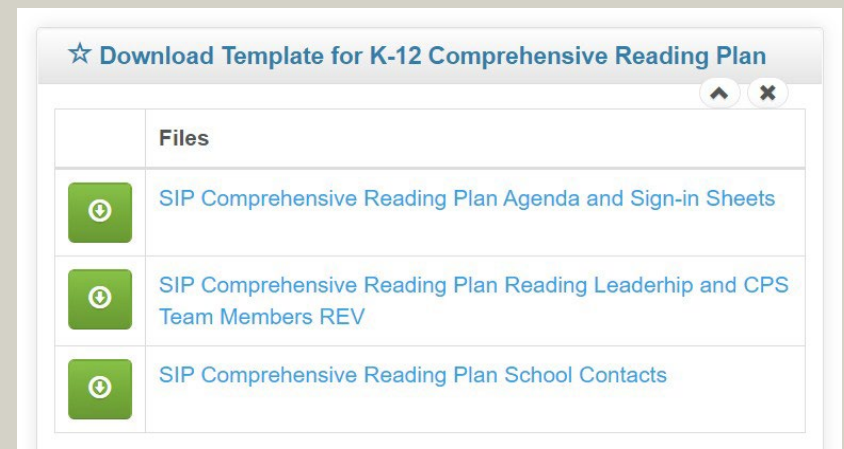 Download Template for K-12 Comprehensive Reading Plan
Files
SIP Comprehensive Reading Plan Agenda and Sign-in Sheets
SIP Comprehensive Reading Plan Reading Leaderhip and CPS
Team Members REV
SIP Comprehensive Reading Plan School Contacts